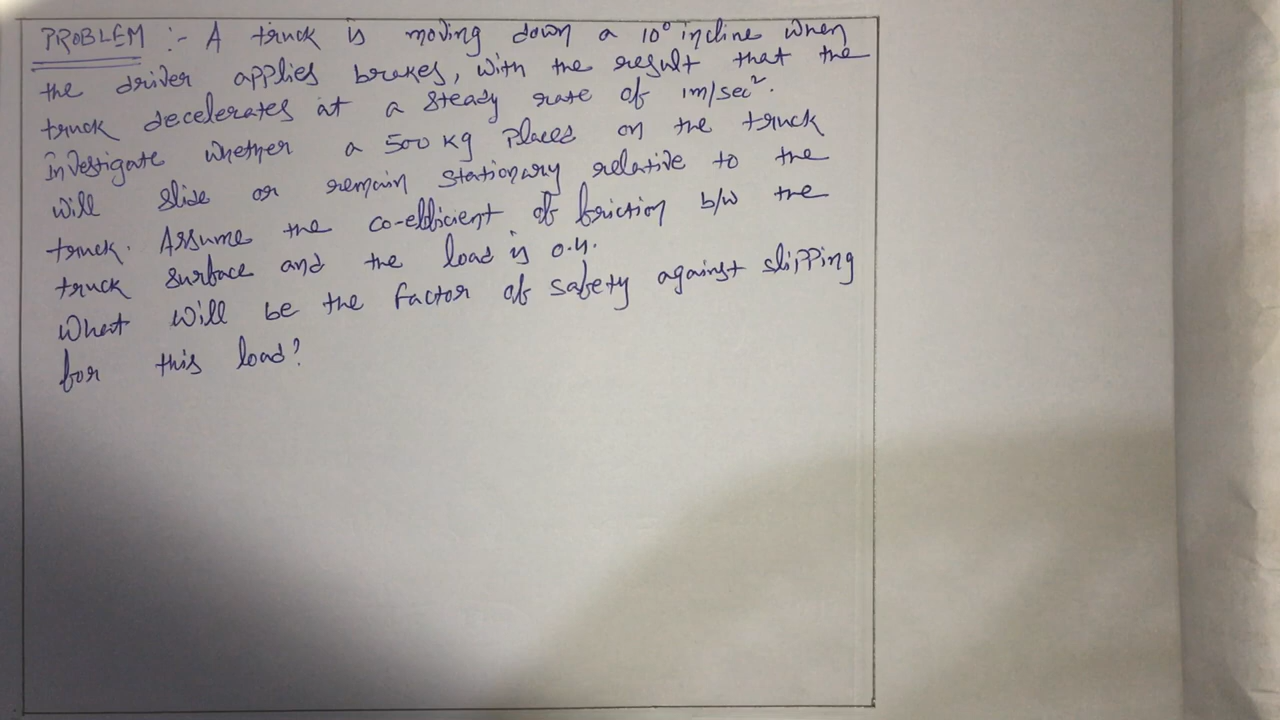 PROBLEM :- A truck is moving down a 10° incline when
the driver applies brakes, with the result that the
truck decelerates at a steady rate of 1m/sec².
Investigate whether a 500 Kg places on the truck
will slide or remain stationary relative to the
truck. Assume the co-efficient of friction b/w the
truck surface and the load is 0.4.
What will be the factor of safety against slipping
for this load?